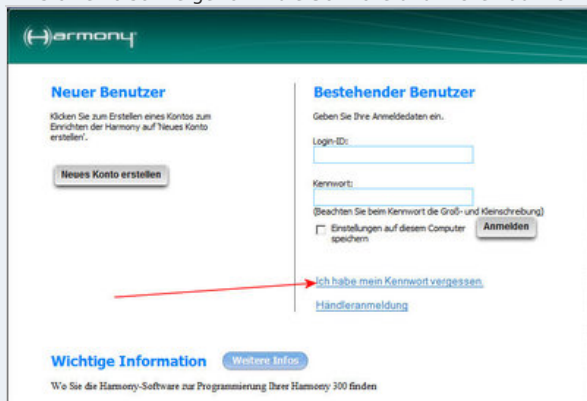 Harmony
Neuer Benutzer
Klicken Sie zum Erstellen eines Kontos zum
Einrichten der Harmony auf 'Neues Konto
erstellen'.
Neues Konto erstellen
Bestehender Benutzer
Geben Sie Ihre Anmeldedaten ein.
Login-ID:
Kennwort:
(Beachten Sie beim Kennwort die Groß- und Kleinschreibung)
Einstellungen auf diesem Computer
speichern
Anmelden
Ich habe mein Kennwort vergessen.
Händleranmeldung
Wichtige Information
Weitere Infos
Wo Sie die Harmony-Software zur Programmierung Ihrer Harmony 300 finden